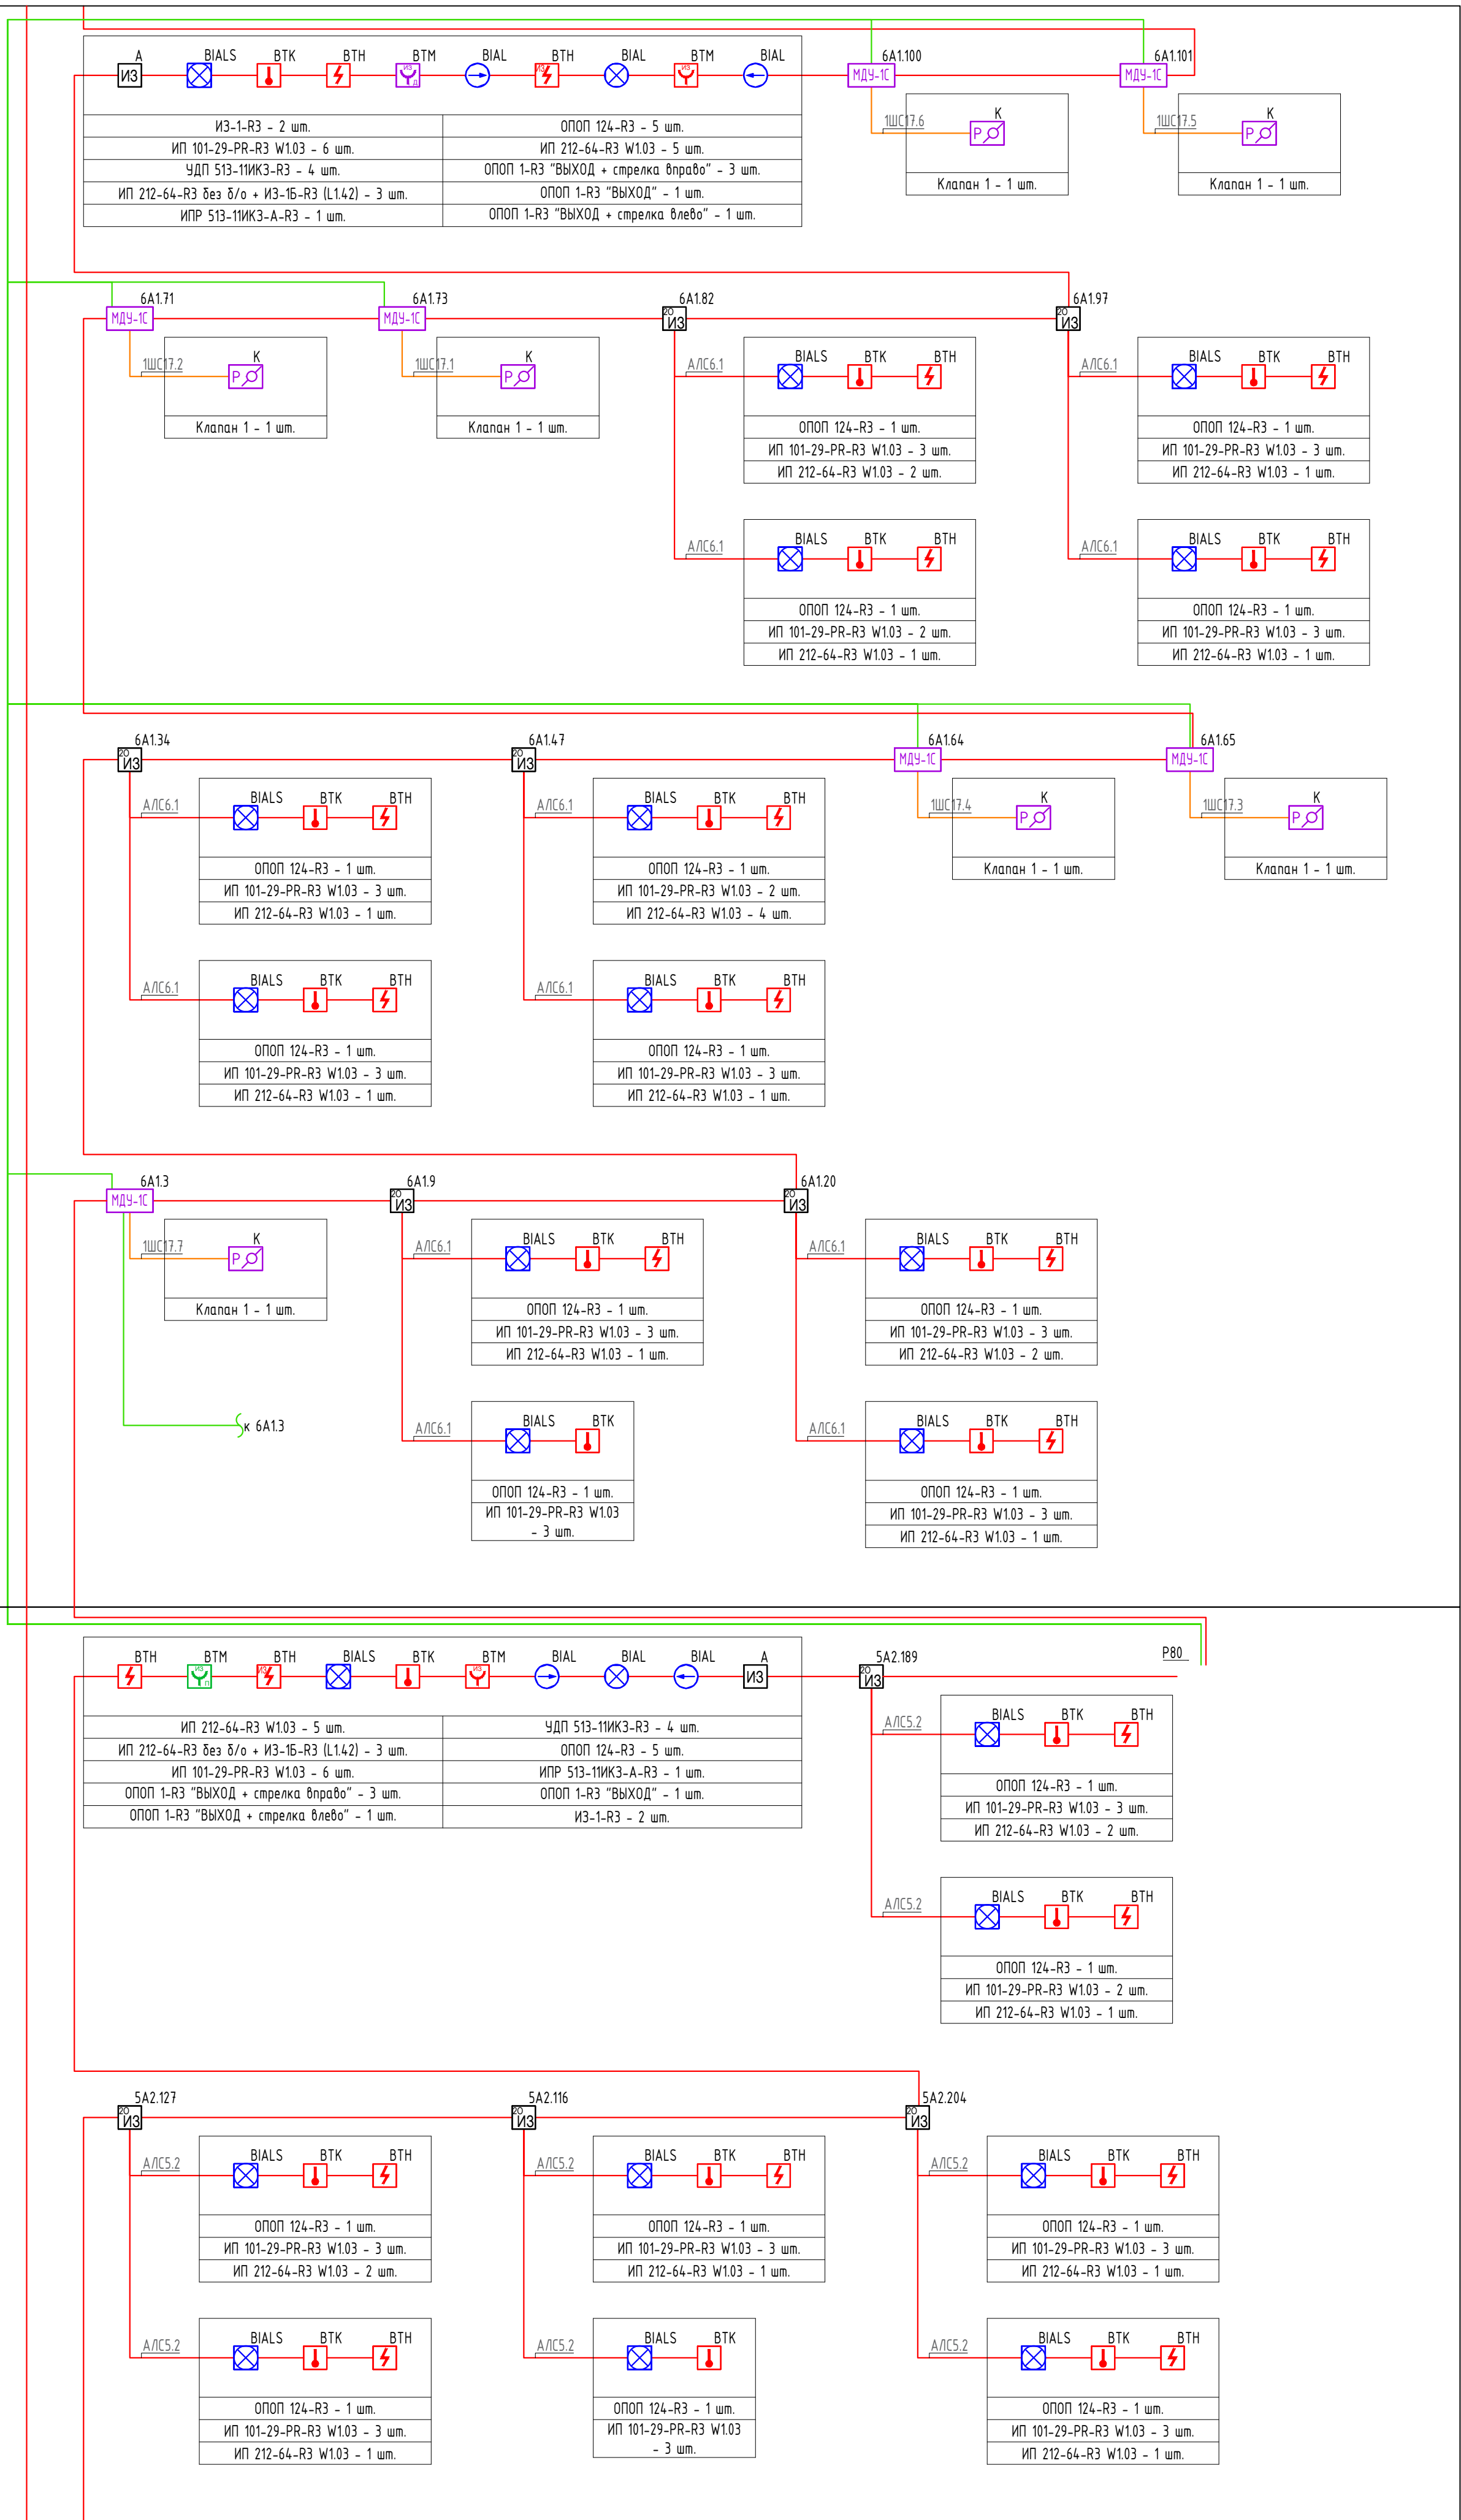 A BIALS BTK BTH BTM BIAL BTH BIAL BTM BIAL 6А1.100 6А1.101
ИЗ ИЗ Д ИЗ ИЗ МДУ-1С МДУ-1С
1ШС17.6 К 1ШС17.5 К
Р Р
Клапан 1 - 1 шт. Клапан 1 - 1 шт.
ИЗ-1-R3 - 2 шт. ОПОП 124-R3 - 5 шт.
ИП 101-29-PR-R3 W1.03 - 6 шт. ИП 212-64-R3 W1.03 - 5 шт.
УДП 513-11ИКЗ-R3 - 4 шт. ОПОП 1-R3 "ВЫХОД + стрелка вправо" - 3 шт.
ИП 212-64-R3 без б/о + ИЗ-1Б-R3 (L1.42) - 3 шт. ОПОП 1-R3 "ВЫХОД" - 1 шт.
ИПР 513-11ИКЗ-А-R3 - 1 шт. ОПОП 1-R3 "ВЫХОД + стрелка влево" - 1 шт.
6А1.71 6А1.73 6А1.82 6А1.97
МДУ-1С МДУ-1С 20 ИЗ 20 ИЗ
1ШС17.2 К 1ШС17.1 К АЛС6.1 BIALS BTK BTH АЛС6.1 BIALS BTK BTH
Р Р
Клапан 1 - 1 шт. Клапан 1 - 1 шт. ОПОП 124-R3 - 1 шт. ОПОП 124-R3 - 1 шт.
ИП 101-29-PR-R3 W1.03 - 3 шт. ИП 101-29-PR-R3 W1.03 - 3 шт.
ИП 212-64-R3 W1.03 - 2 шт. ИП 212-64-R3 W1.03 - 1 шт.
АЛС6.1 BIALS BTK BTH АЛС6.1 BIALS BTK BTH
ОПОП 124-R3 - 1 шт. ОПОП 124-R3 - 1 шт.
ИП 101-29-PR-R3 W1.03 - 2 шт. ИП 101-29-PR-R3 W1.03 - 3 шт.
ИП 212-64-R3 W1.03 - 1 шт. ИП 212-64-R3 W1.03 - 1 шт.
6А1.34 6А1.47 6А1.64 6А1.65
20 ИЗ 20 ИЗ МДУ-1С МДУ-1С
АЛС6.1 BIALS BTK BTH АЛС6.1 BIALS BTK BTH 1ШС17.4 К 1ШС17.3 К
Р Р
ОПОП 124-R3 - 1 шт. ОПОП 124-R3 - 1 шт. Клапан 1 - 1 шт. Клапан 1 - 1 шт.
ИП 101-29-PR-R3 W1.03 - 3 шт. ИП 101-29-PR-R3 W1.03 - 2 шт.
ИП 212-64-R3 W1.03 - 1 шт. ИП 212-64-R3 W1.03 - 4 шт.
АЛС6.1 BIALS BTK BTH АЛС6.1 BIALS BTK BTH
ОПОП 124-R3 - 1 шт. ОПОП 124-R3 - 1 шт.
ИП 101-29-PR-R3 W1.03 - 3 шт. ИП 101-29-PR-R3 W1.03 - 3 шт.
ИП 212-64-R3 W1.03 - 1 шт. ИП 212-64-R3 W1.03 - 1 шт.
6А1.3 6А1.9 6А1.20
МДУ-1С 20 ИЗ 20 ИЗ
1ШС17.7 К АЛС6.1 BIALS BTK BTH АЛС6.1 BIALS BTK BTH
Р
Клапан 1 - 1 шт. ОПОП 124-R3 - 1 шт. ОПОП 124-R3 - 1 шт.
ИП 101-29-PR-R3 W1.03 - 3 шт. ИП 101-29-PR-R3 W1.03 - 3 шт.
ИП 212-64-R3 W1.03 - 1 шт. ИП 212-64-R3 W1.03 - 2 шт.
к 6А1.3 АЛС6.1 BIALS BTK АЛС6.1 BIALS BTK BTH
ОПОП 124-R3 - 1 шт. ОПОП 124-R3 - 1 шт.
ИП 101-29-PR-R3 W1.03 ИП 101-29-PR-R3 W1.03 - 3 шт.
- 3 шт. ИП 212-64-R3 W1.03 - 1 шт.
BTH BTM BTH BIALS BTK BTM BIAL BIAL BIAL A 5А2.189 Р80
ИЗ П ИЗ ИЗ ИЗ 20 ИЗ
ИП 212-64-R3 W1.03 - 5 шт. УДП 513-11ИКЗ-R3 - 4 шт.
ИП 212-64-R3 без б/о + ИЗ-1Б-R3 (L1.42) - 3 шт. ОПОП 124-R3 - 5 шт.
ИП 101-29-PR-R3 W1.03 - 6 шт. ИПР 513-11ИКЗ-А-R3 - 1 шт.
ОПОП 1-R3 "ВЫХОД + стрелка вправо" - 3 шт. ОПОП 1-R3 "ВЫХОД" - 1 шт.
ОПОП 1-R3 "ВЫХОД + стрелка влево" - 1 шт. ИЗ-1-R3 - 2 шт.
АЛС5.2 BIALS BTK BTH
ОПОП 124-R3 - 1 шт.
ИП 101-29-PR-R3 W1.03 - 3 шт.
ИП 212-64-R3 W1.03 - 2 шт.
АЛС5.2 BIALS BTK BTH
ОПОП 124-R3 - 1 шт.
ИП 101-29-PR-R3 W1.03 - 2 шт.
ИП 212-64-R3 W1.03 - 1 шт.
5А2.127 5А2.116 5А2.204
20 ИЗ 20 ИЗ 20 ИЗ
АЛС5.2 BIALS BTK BTH АЛС5.2 BIALS BTK BTH АЛС5.2 BIALS BTK BTH
ОПОП 124-R3 - 1 шт. ОПОП 124-R3 - 1 шт. ОПОП 124-R3 - 1 шт.
ИП 101-29-PR-R3 W1.03 - 3 шт. ИП 101-29-PR-R3 W1.03 - 3 шт. ИП 101-29-PR-R3 W1.03 - 3 шт.
ИП 212-64-R3 W1.03 - 2 шт. ИП 212-64-R3 W1.03 - 1 шт. ИП 212-64-R3 W1.03 - 1 шт.
АЛС5.2 BIALS BTK BTH АЛС5.2 BIALS BTK АЛС5.2 BIALS BTK BTH
ОПОП 124-R3 - 1 шт. ОПОП 124-R3 - 1 шт. ОПОП 124-R3 - 1 шт.
ИП 101-29-PR-R3 W1.03 - 3 шт. ИП 101-29-PR-R3 W1.03 ИП 101-29-PR-R3 W1.03 - 3 шт.
ИП 212-64-R3 W1.03 - 1 шт. - 3 шт. ИП 212-64-R3 W1.03 - 1 шт.